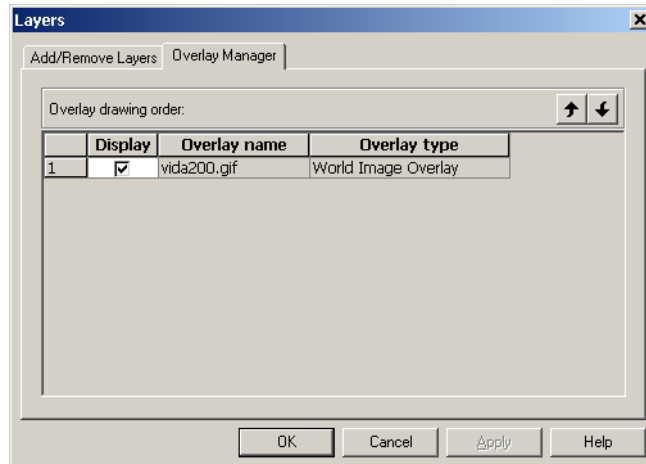 Layers
Add/Remove Layers Overlay Manager
Overlay drawing order:
Display Overlay name Overlay type
1 vida200.gif World Image Overlay
OK Cancel Apply Help